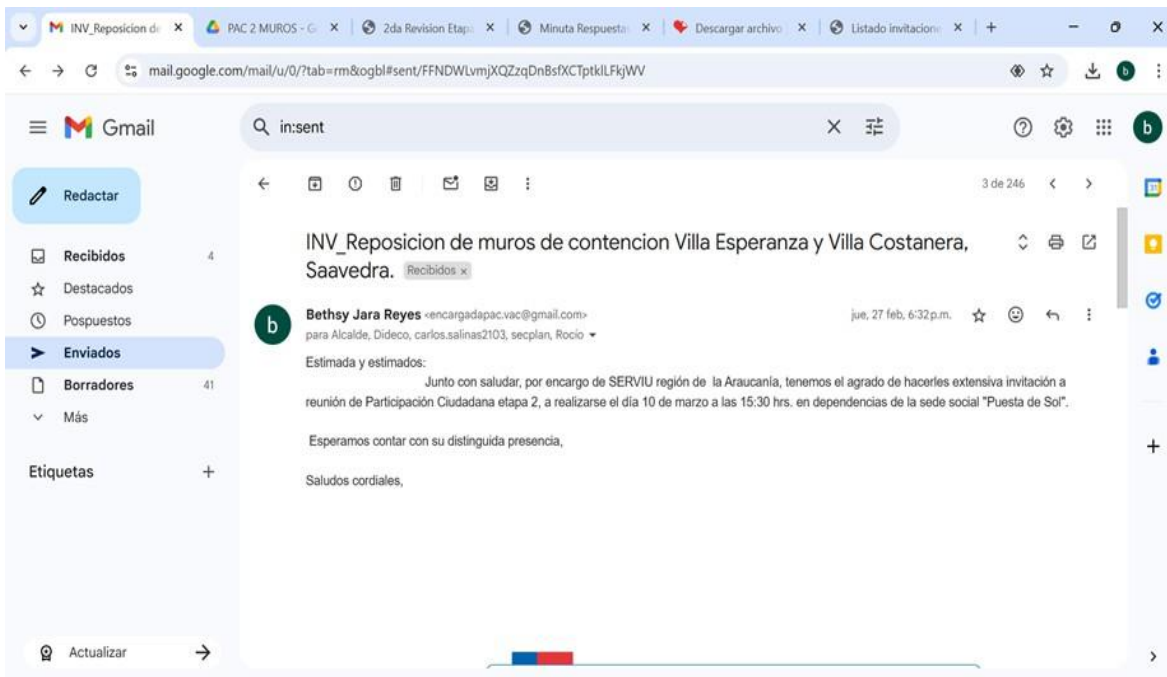 INV_Reposicion de
PAC 2 MUROS - G
2da Revision Etap
Minuta Respuesta
Descargar archivo
Listado invitacione
mail.google.com/mail/u/0/?tab=rm&ogbl#sent/FFNDWLvmjXQZzqDnBsfXCTptklLFkjWV
b
Gmail
in:sent
b
Redactar
3 de 246
Recibidos 4
Destacados
Pospuestos
Enviados
Borradores 41
Más
Etiquetas
Actualizar
INV_Reposicion de muros de contencion Villa Esperanza y Villa Costanera,
Saavedra. Recibidos x
b
Bethsy Jara Reyes <encargadapac.vac@gmail.com> jue, 27 feb, 6:32 p.m.
para Alcalde, Dideco, carlos.salinas2103, secplan, Rocío
Estimada y estimados:
Junto con saludar, por encargo de SERVIU región de la Araucanía, tenemos el agrado de hacerles extensiva invitación a
reunión de Participación Ciudadana etapa 2, a realizarse el día 10 de marzo a las 15:30 hrs. en dependencias de la sede social "Puesta de Sol".
Esperamos contar con su distinguida presencia,
Saludos cordiales,
31